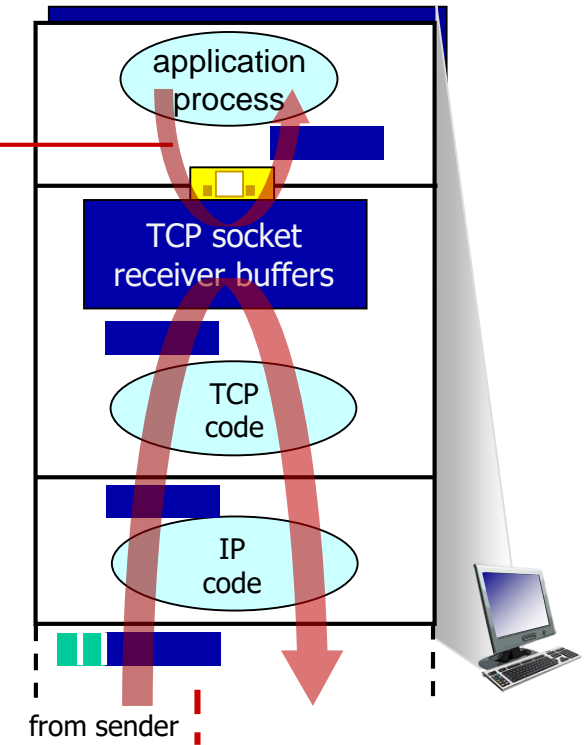 application
process
TCP socket
receiver buffers
TCP
code
IP
code
from sender